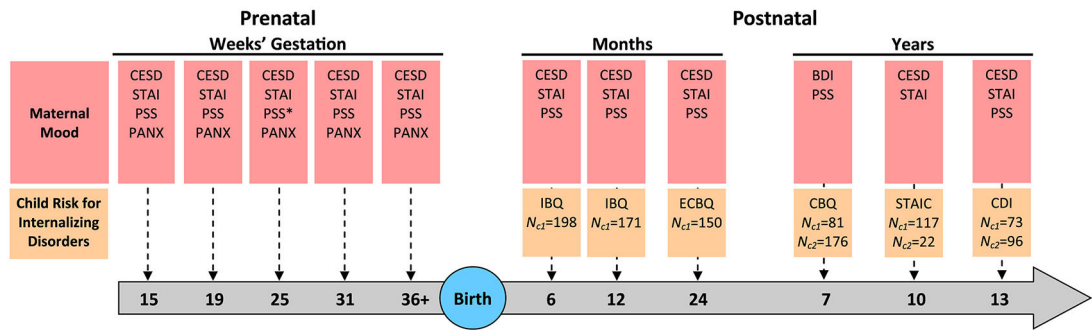 Prenatal
Postnatal
Weeks' Gestation
Months
Years
Maternal
Mood
CESD
STAI
PSS
PANX
CESD
STAI
PSS
PANX
CESD
STAI
PSS*
PANX
CESD
STAI
PSS
PANX
CESD
STAI
PSS
PANX
CESD
STAI
PSS
CESD
STAI
PSS
CESD
STAI
PSS
BDI
PSS
CESD
STAI
CESD
STAI
PSS
Child Risk for
Internalizing
Disorders
IBQ
Nc1=198
IBQ
Nc1=171
ECBQ
Nc1=150
CBQ
Nc1=81
Nc2=176
STAIC
Nc1=117
Nc2=22
CDI
Nc1=73
Nc2=96
15
19
25
31
36+
Birth
6
12
24
7
10
13